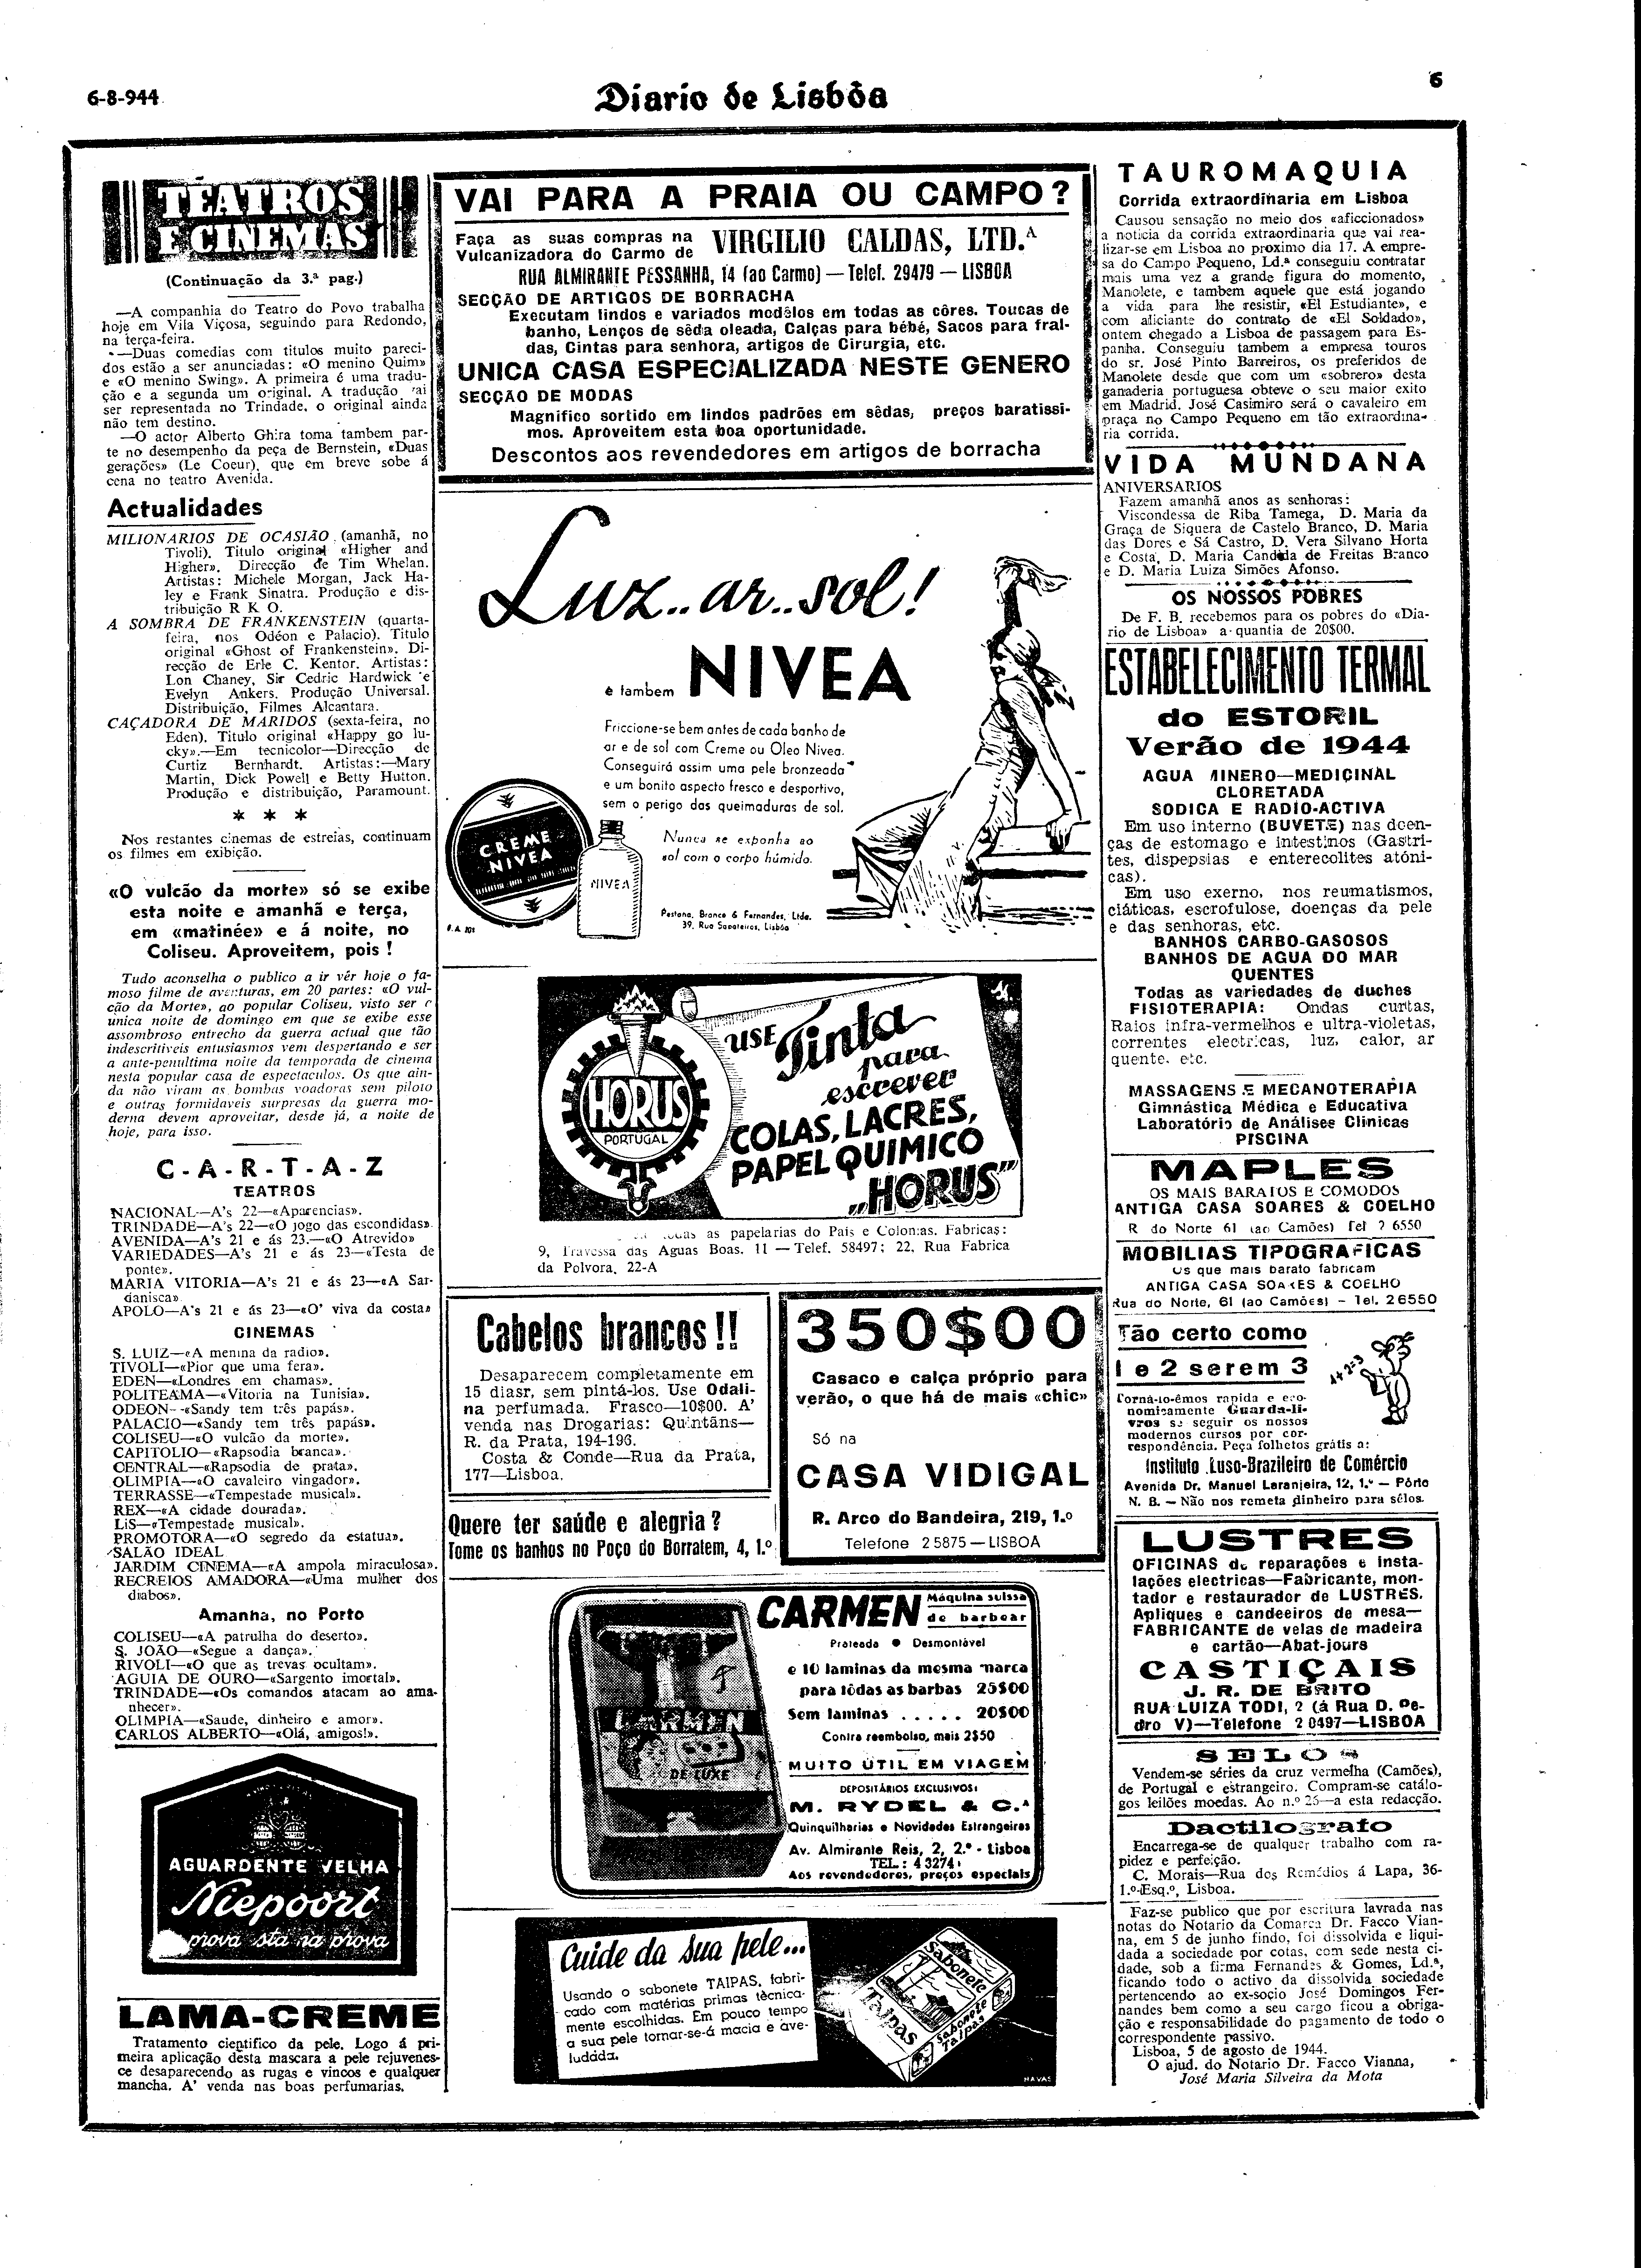 6-8-944
Diario de Lisbôa
6
TEATROS
E CINEMAS
(Continuação da 3.ª pag.)
—A companhia do Teatro do Povo trabalha
hoje em Vila Viçosa, seguindo para Redondo,
na terça-feira.
—Duas comedias com titulos muito pareci-
dos estão a ser anunciadas: «O menino Quim»
e «O menino Swing». A primeira é uma tradu-
ção e a segunda um original. A tradução vai
ser representada no Trindade, o original ainda
não tem destino.
—O actor Alberto Ghira toma tambem par-
te no desempenho da peça de Bernstein, «Duas
gerações» (Le Coeur), que em breve sobe á
cena no teatro Avenida.
Actualidades
MILIONARIOS DE OCASIÃO (amanhã, no
Tivoli). Titulo original «Higher and
Higher». Direcção de Tim Whelan.
Artistas: Michele Morgan, Jack Ha-
ley e Frank Sinatra. Produção e dis-
tribuição R K O.
A SOMBRA DE FRANKENSTEIN (quarta-
feira, nos Odéon e Palacio). Titulo
original «Ghost of Frankenstein». Di-
recção de Erle C. Kentor. Artistas:
Lon Chaney, Sir Cedric Hardwick e
Evelyn Ankers. Produção Universal.
Distribuição, Filmes Alcantara.
CAÇADORA DE MARIDOS (sexta-feira, no
Eden). Titulo original «Happy go lu-
cky».—Em tecnicolor—Direcção de
Curtiz Bernhardt. Artistas:—Mary
Martin, Dick Powell e Betty Hutton.
Produção e distribuição, Paramount.
* * *
Nos restantes cinemas de estreias, continuam
os filmes em exibição.
«O vulcão da morte» só se exibe
esta noite e amanhã e terça,
em «matinée» e á noite, no
Coliseu. Aproveitem, pois !
Tudo aconselha o publico a ir vêr hoje o fa-
moso filme de aventuras, em 20 partes: «O vul-
cão da Morte», ao popular Coliseu, visto ser a
unica noite de domingo em que se exibe esse
assombroso entrecho da guerra actual que tão
indescritiveis entusiasmos vem despertando e ser
a ante-penultima noite da temporada de cinema
nesta popular casa de espectaculos. Os que ain-
da não viram as bombas voadoras sem piloto
e outras formidaveis surpresas da guerra mo-
derna devem aproveitar, desde já, a noite de
hoje, para isso.
C-A-R-T-A-Z
TEATROS
NACIONAL—A's 22—«Aparencias».
TRINDADE—A's 22—«O jogo das escondidas».
AVENIDA—A's 21 e ás 23.—«O Atrevido»
VARIEDADES—A's 21 e ás 23—«Testa de
ponte».
MARIA VITORIA—A's 21 e ás 23—«A Sar-
danisca»
APOLO—A's 21 e ás 23—«O' viva da costa»
CINEMAS
S. LUIZ—«A menina da radio».
TIVOLI—«Pior que uma fera».
EDEN—«Londres em chamas».
POLITEAMA—«Vitoria na Tunisia».
ODEON--«Sandy tem três papás».
PALACIO—«Sandy tem três papás».
COLISEU—«O vulcão da morte».
CAPITOLIO—«Rapsodia branca».
CENTRAL—«Rapsodia de prata».
OLIMPIA—«O cavaleiro vingador».
TERRASSE—«Tempestade musical».
REX—«A cidade dourada».
LIS—«Tempestade musical».
PROMOTORA—«O segredo da estatua».
SALÃO IDEAL
JARDIM CINEMA—«A ampola miraculosa».
RECREIOS AMADORA—«Uma mulher dos
diabos».
Amanha, no Porto
COLISEU—«A patrulha do deserto».
S. JOÃO—«Segue a dança».
RIVOLI—«O que as trevas ocultam».
AGUIA DE OURO—«Sargento imortal».
TRINDADE—«Os comandos atacam ao ama-
nhecer».
OLIMPIA—«Saude, dinheiro e amor».
CARLOS ALBERTO—«Olá, amigos!».
AGUARDENTE VELHA
Niepoort
prova sta na prova
LAMA-CREME
Tratamento cientifico da pele. Logo á pri-
meira aplicação desta mascara a pele rejuvenes-
ce desaparecendo as rugas e vincos e qualquer
mancha. A' venda nas boas perfumarias.
VAI PARA A PRAIA OU CAMPO ?
Faça as suas compras na
Vulcanizadora do Carmo de
VIRGILIO CALDAS, LTD.A
RUA ALMIRANTE PESSANHA, 14 (ao Carmo) — Telef. 29479 — LISBOA
SECÇÃO DE ARTIGOS DE BORRACHA
Executam lindos e variados modêlos em todas as côres. Toucas de
banho, Lenços de sêda oleada, Calças para bébé, Sacos para fral-
das, Cintas para senhora, artigos de Cirurgia, etc.
UNICA CASA ESPECIALIZADA NESTE GENERO
SECÇÃO DE MODAS
Magnifico sortido em lindos padrões em sêdas, preços baratissi-
mos. Aproveitem esta boa oportunidade.
Descontos aos revendedores em artigos de borracha
Luz..ar..sol!
é tambem NIVEA
Friccione-se bem antes de cada banho de
ar e de sol com Creme ou Oleo Nivea.
Conseguirá assim uma pele bronzeada
e um bonito aspecto fresco e desportivo,
sem o perigo das queimaduras de sol.
Nunca se exponha ao
sol com o corpo húmido.
CREME
NIVEA
NIVEA
Pestana, Branco & Fernandes, Ltda.
39, Rua Sapateiros, Lisbôa
USE Tinta
para
escrever
COLAS, LACRES,
PAPEL QUIMICO
„HORUS"
HORUS
PORTUGAL
as papelarias do País e Colonias. Fabricas:
9, Travessa das Aguas Boas, 11 — Telef. 58497; 22, Rua Fabrica
da Polvora, 22-A
Cabelos brancos !!
Desaparecem completamente em
15 diasr, sem pintá-los. Use Odali-
na perfumada. Frasco—10$00. A'
venda nas Drogarias: Quintãns—
R. da Prata, 194-196.
Costa & Conde—Rua da Prata,
177—Lisboa.
Quere ter saúde e alegria ?
Tome os banhos no Poço do Borratem, 4, 1.º
350$00
Casaco e calça próprio para
verão, o que há de mais «chic»
Só na
CASA VIDIGAL
R. Arco do Bandeira, 219, 1.º
Telefone 2 5875 — LISBOA
CARMEN
Máquina suissa
de barbear
Prateada ● Desmontável
e 10 laminas da mesma marca
para tôdas as barbas 25$00
Sem laminas . . . . . 20$00
Contra reembolso, mais 2$50
MUITO ÚTIL EM VIAGEM
DEPOSITÁRIOS EXCLUSIVOS:
M. RYDEL & C.ª
Quinquilharias e Novidades Estrangeiras
Av. Almirante Reis, 2, 2.º - Lisboa
TEL.: 4 3274
Aos revendedores, preços especiais
CARMEN
DE LUXE
Cuide da sua pele...
Usando o sabonete TAIPAS, fabri-
cado com matérias primas tècnica-
mente escolhidas. Em pouco tempo
a sua pele tornar-se-á macia e ave-
ludada.
Sabonete
Taipas
Sabonete
Taipas
HAVAS
TAUROMAQUIA
Corrida extraordinaria em Lisboa
Causou sensação no meio dos «aficcionados»
a noticia da corrida extraordinaria que vai rea-
lizar-se em Lisboa no proximo dia 17. A empre-
sa do Campo Pequeno, Ld.ª conseguiu contratar
mais uma vez a grande figura do momento,
Manolete, e tambem aquele que está jogando
a vida para lhe resistir, «El Estudiante», e
com aliciante do contrato de «El Soldado»,
ontem chegado a Lisboa de passagem para Es-
panha. Conseguiu tambem a empresa touros
do sr. José Pinto Barreiros, os preferidos de
Manolete desde que com um «sobrero» desta
ganaderia portuguesa obteve o seu maior exito
em Madrid. José Casimiro será o cavaleiro em
praça no Campo Pequeno em tão extraordina-
ria corrida.
VIDA MUNDANA
ANIVERSARIOS
Fazem amanhã anos as senhoras:
Viscondessa de Riba Tamega, D. Maria da
Graça de Siquera de Castelo Branco, D. Maria
das Dores e Sá Castro, D. Vera Silvano Horta
e Costa, D. Maria Candida de Freitas Branco
e D. Maria Luiza Simões Afonso.
OS NOSSOS POBRES
De F. B. recebemos para os pobres do «Dia-
rio de Lisboa» a quantia de 20$00.
ESTABELECIMENTO TERMAL
do ESTORIL
Verão de 1944
AGUA MINERO—MEDICINAL
CLORETADA
SODICA E RADIO-ACTIVA
Em uso interno (BUVETE) nas doen-
ças de estomago e intestinos (Gastri-
tes, dispepsias e enterecolites atóni-
cas).
Em uso exerno, nos reumatismos,
ciáticas, escrofulose, doenças da pele
e das senhoras, etc.
BANHOS CARBO-GASOSOS
BANHOS DE AGUA DO MAR
QUENTES
Todas as variedades de duches
FISIOTERAPIA: Ondas curtas,
Raios infra-vermelhos e ultra-violetas,
correntes electricas, luz, calor, ar
quente, etc.
MASSAGENS E MECANOTERAPIA
Gimnástica Médica e Educativa
Laboratório de Análises Clinicas
PISCINA
MAPLES
OS MAIS BARATOS E COMODOS
ANTIGA CASA SOARES & COELHO
R do Norte 61 (ao Camões) Tel 2 6550
MOBILIAS TIPOGRAFICAS
Os que mais barato fabricam
ANTIGA CASA SOARES & COELHO
Rua do Norte, 61 (ao Camões) — Tel. 26550
Tão certo como
1 e 2 serem 3
1+2=3
Torná-lo-êmos rapida e eco-
nomicamente Guarda-li-
vros se seguir os nossos
modernos cursos por cor-
respondência. Peça folhetos grátis a:
Instituto Luso-Brazileiro de Comércio
Avenida Dr. Manuel Laranjeira, 12, 1.º — Pôrto
N. B. — Não nos remeta dinheiro para sêlos.
LUSTRES
OFICINAS de reparações e insta-
lações electricas—Fabricante, mon-
tador e restaurador de LUSTRES.
Apliques e candeeiros de mesa—
FABRICANTE de velas de madeira
e cartão—Abat-jours
CASTIÇAIS
J. R. DE BRITO
RUA LUIZA TODI, 2 (á Rua D. Pe-
dro V)—Telefone 2 0497—LISBOA
SELOS
Vendem-se séries da cruz vermelha (Camões),
de Portugal e estrangeiro. Compram-se catálo-
gos leilões moedas. Ao n.º 25—a esta redacção.
Dactilografo
Encarrega-se de qualquer trabalho com ra-
pidez e perfeição.
C. Morais—Rua dos Remédios á Lapa, 36-
1.º-Esq.º, Lisboa.
Faz-se publico que por escritura lavrada nas
notas do Notario da Comarca Dr. Facco Vian-
na, em 5 de junho findo, foi dissolvida e liqui-
dada a sociedade por cotas, com sede nesta ci-
dade, sob a firma Fernandes & Gomes, Ld.ª,
ficando todo o activo da dissolvida sociedade
pertencendo ao ex-socio José Domingos Fer-
nandes bem como a seu cargo ficou a obriga-
ção e responsabilidade do pagamento de todo o
correspondente passivo.
Lisboa, 5 de agosto de 1944.
O ajud. do Notario Dr. Facco Vianna,
José Maria Silveira da Mota